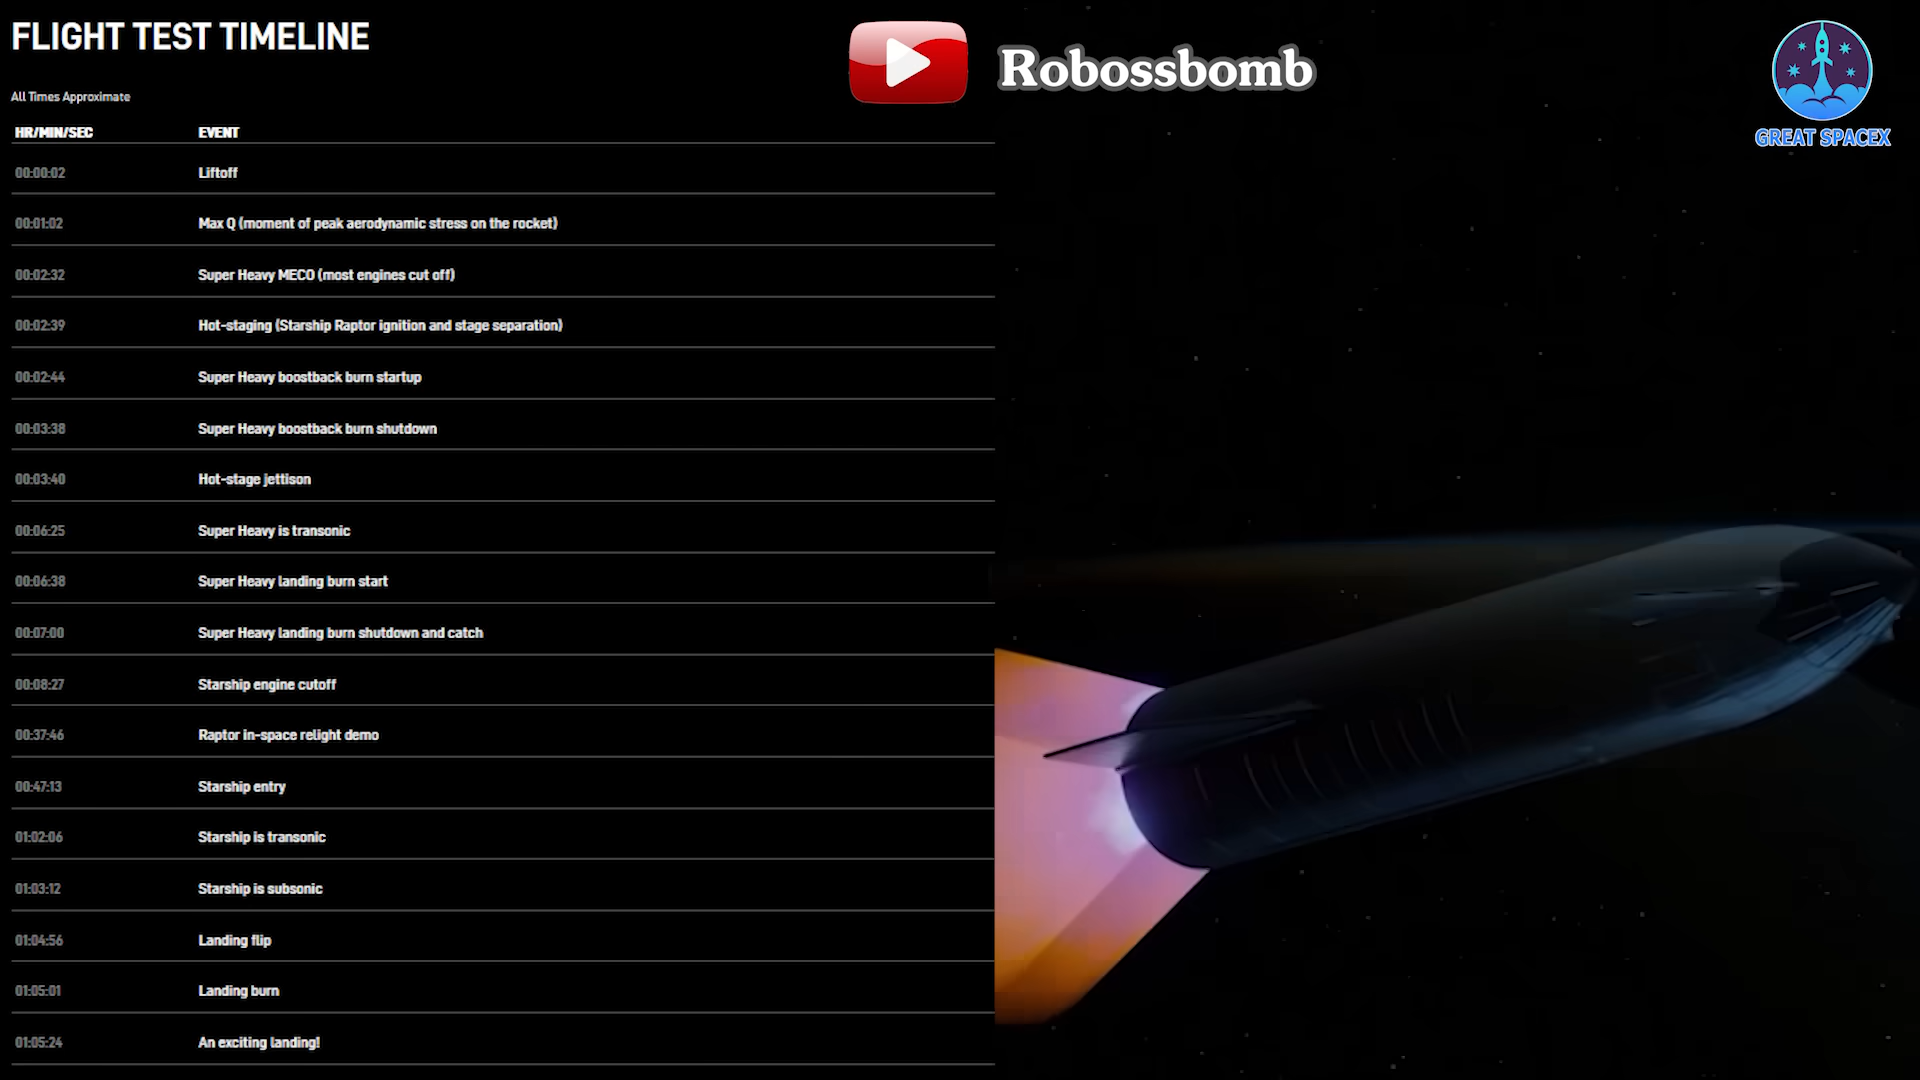 FLIGHT TEST TIMELINE
Robossbomb
GREAT SPACEX
All Times Approximate
HR/MIN/SEC EVENT
00:00:02 Liftoff
00:01:02 Max Q (moment of peak aerodynamic stress on the rocket)
00:02:32 Super Heavy MECO (most engines cut off)
00:02:39 Hot-staging (Starship Raptor ignition and stage separation)
00:02:44 Super Heavy boostback burn startup
00:03:38 Super Heavy boostback burn shutdown
00:03:40 Hot-stage jettison
00:06:25 Super Heavy is transonic
00:06:38 Super Heavy landing burn start
00:07:00 Super Heavy landing burn shutdown and catch
00:08:27 Starship engine cutoff
00:37:46 Raptor in-space relight demo
00:47:13 Starship entry
01:02:06 Starship is transonic
01:03:12 Starship is subsonic
01:04:56 Landing flip
01:05:01 Landing burn
01:05:24 An exciting landing!